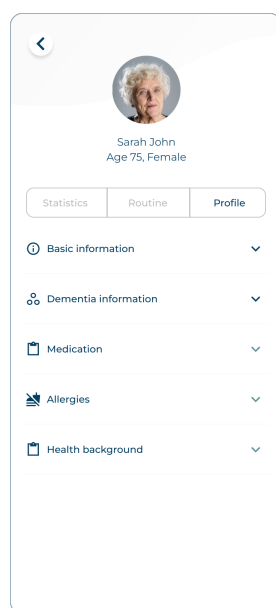 Sarah John
Age 75, Female
Statistics Routine Profile
Basic information
Dementia information
Medication
Allergies
Health background